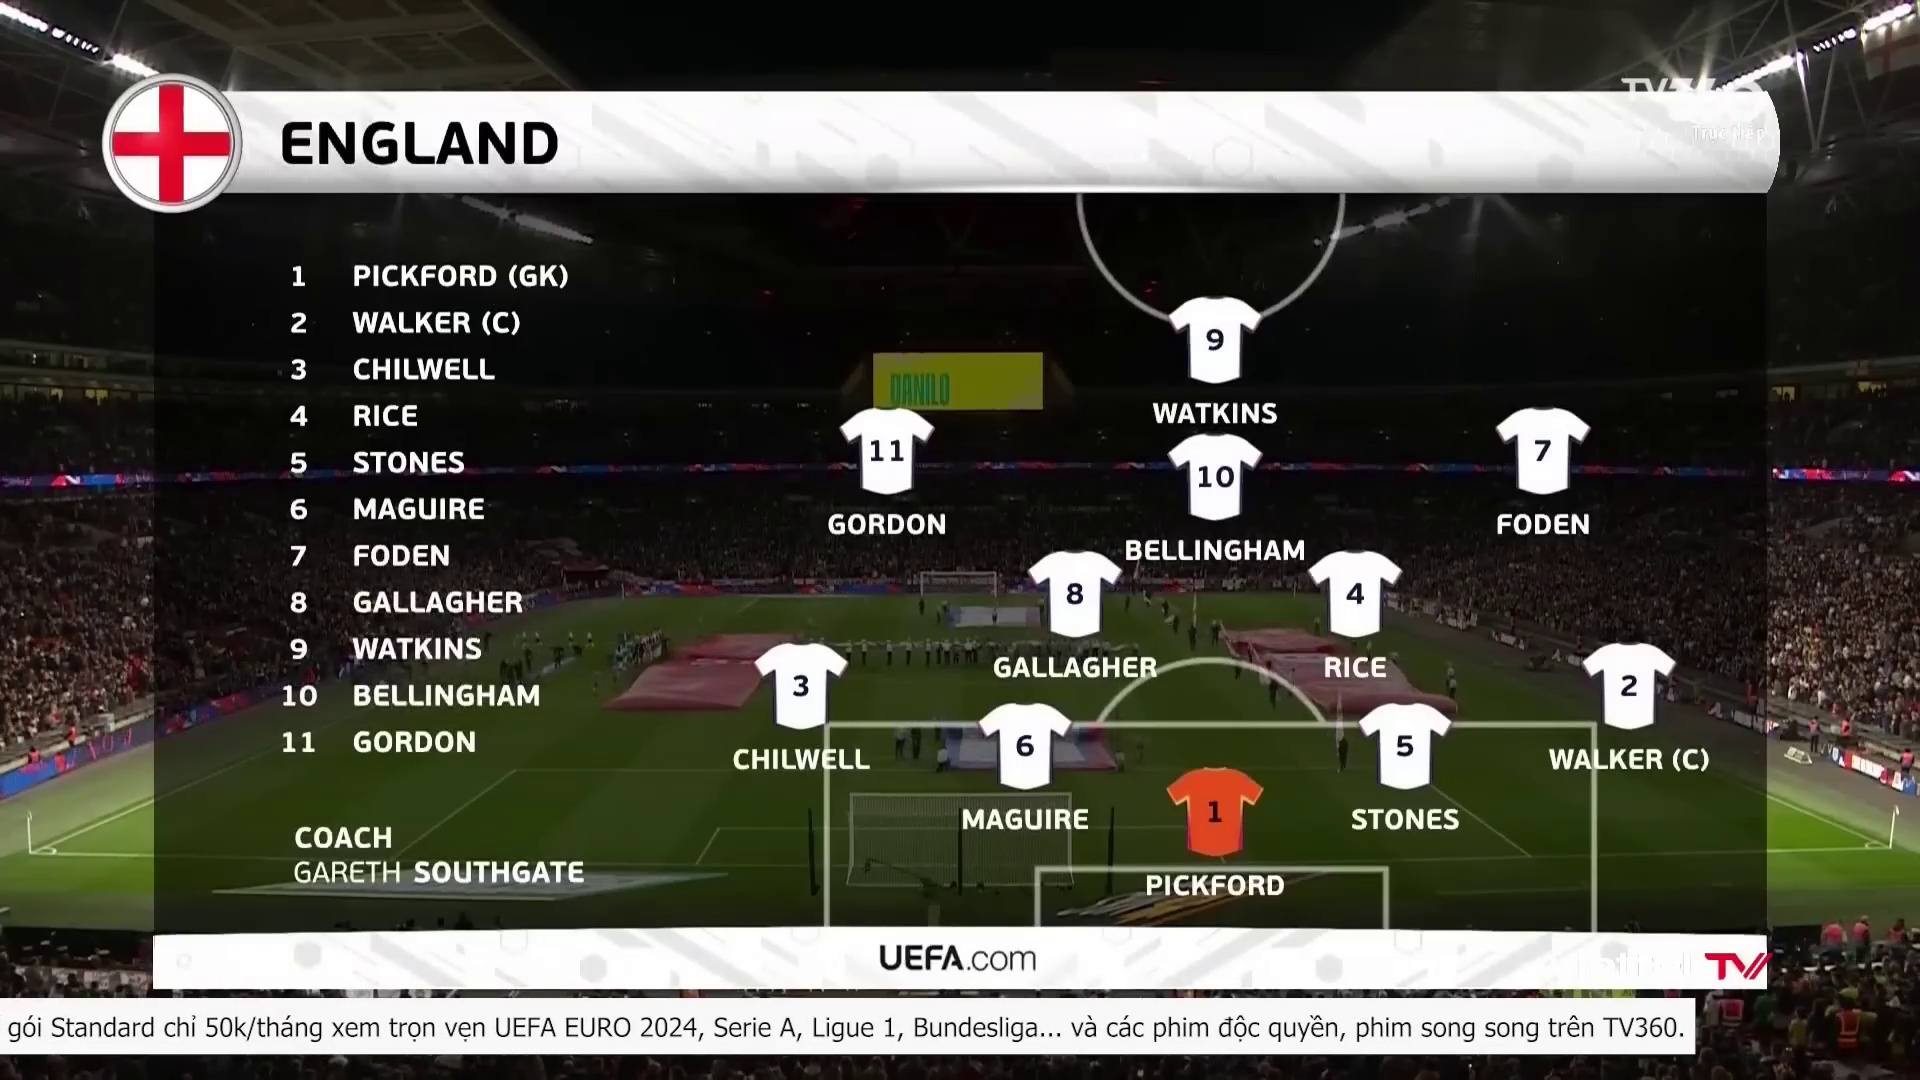 TV360
Trực tiếp
ENGLAND
1 PICKFORD (GK)
2 WALKER (C)
3 CHILWELL
4 RICE
5 STONES
6 MAGUIRE
7 FODEN
8 GALLAGHER
9 WATKINS
10 BELLINGHAM
11 GORDON
COACH
GARETH SOUTHGATE
DANILO
9
WATKINS
11
GORDON
10
BELLINGHAM
7
FODEN
8
GALLAGHER
4
RICE
3
CHILWELL
6
MAGUIRE
5
STONES
2
WALKER (C)
1
PICKFORD
UEFA.com
TV
gói Standard chỉ 50k/tháng xem trọn vẹn UEFA EURO 2024, Serie A, Ligue 1, Bundesliga... và các phim độc quyền, phim song song trên TV360.